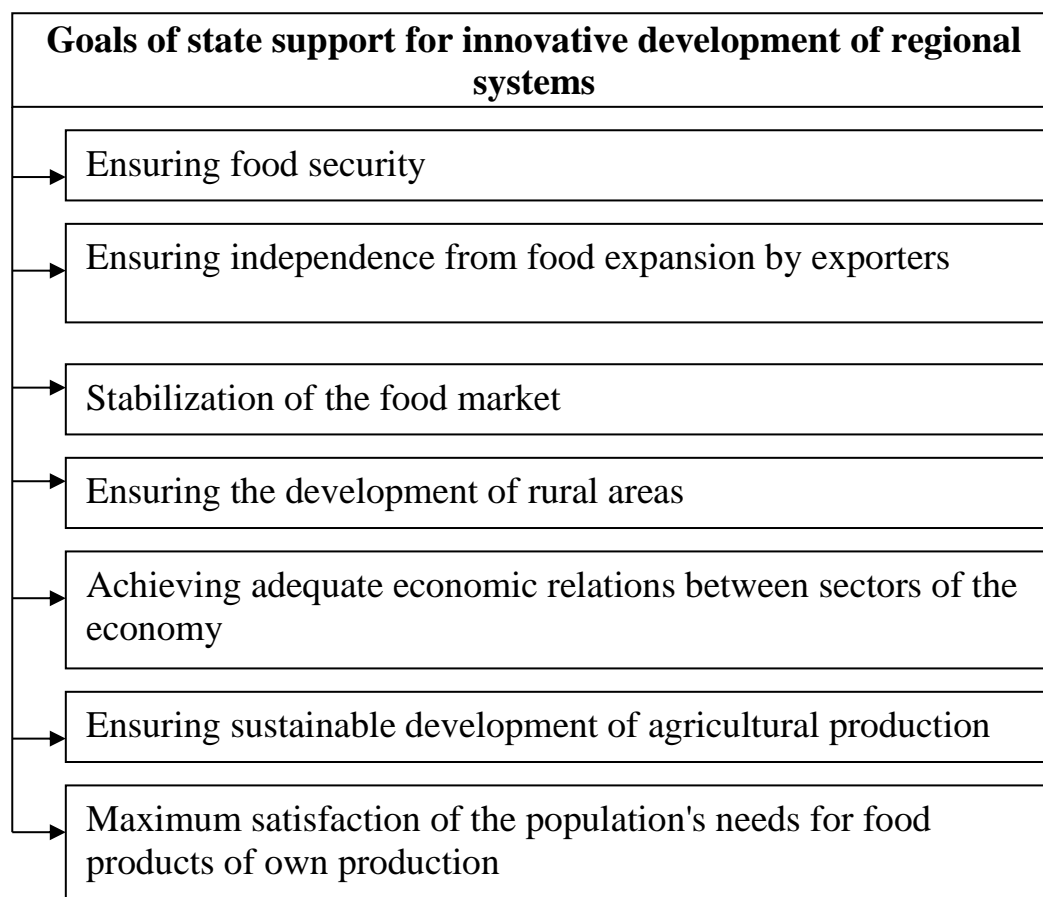 Goals of state support for innovative development of regional
systems
Ensuring food security
Ensuring independence from food expansion by exporters
Stabilization of the food market
Ensuring the development of rural areas
Achieving adequate economic relations between sectors of the
economy
Ensuring sustainable development of agricultural production
Maximum satisfaction of the population's needs for food
products of own production